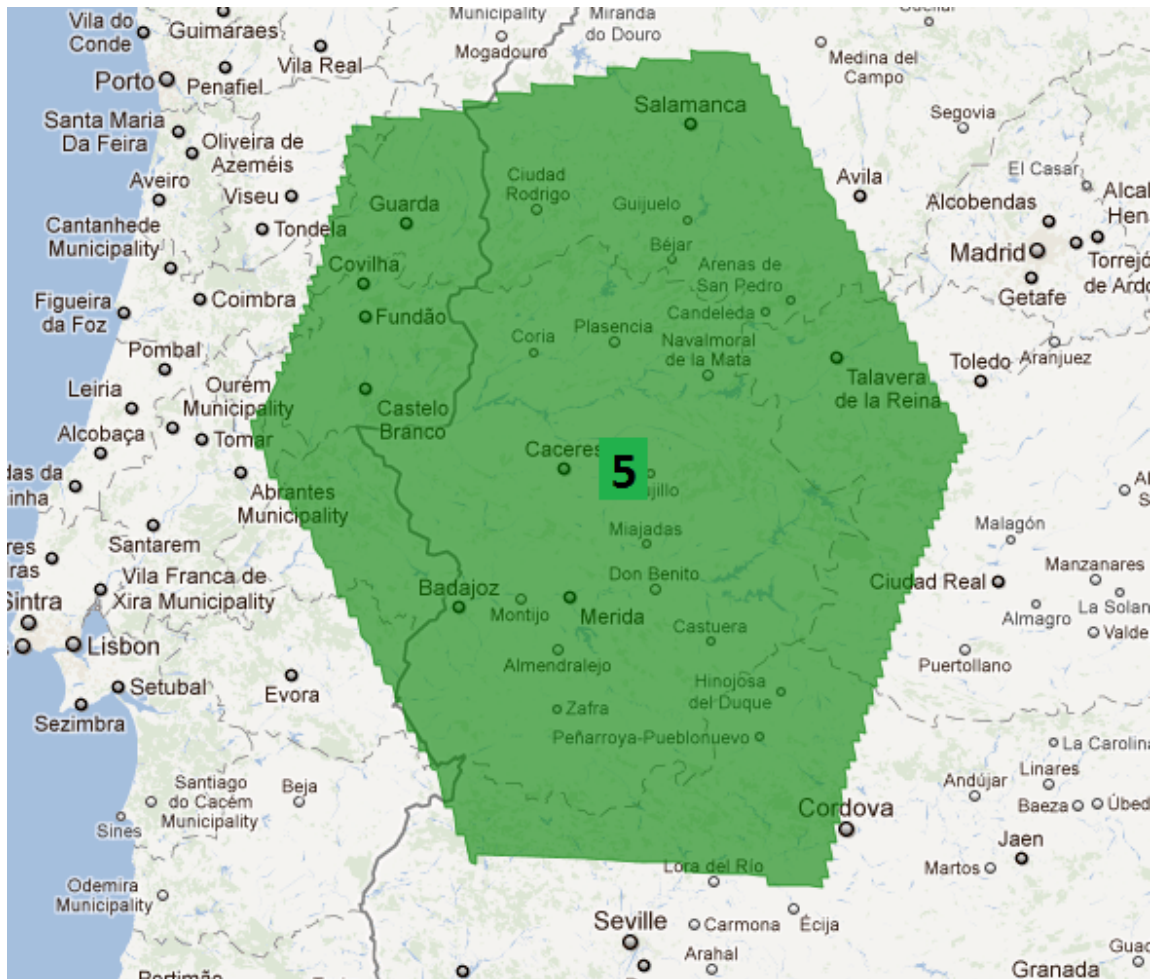 Vila do
Conde
Guimaraes
Municipality
Mogadouro
Miranda
do Douro
Vila Real
Medina del
Campo
Porto
Penafiel
Salamanca
Segovia
Santa Maria
Da Feira
Oliveira de
Azeméis
El Casar
Aveiro
Viseu
Ciudad
Rodrigo
Avila
Guarda
Guijuelo
Alcobendas
Cantanhede
Municipality
Tondela
Béjar
Madrid
Covilha
Arenas de
San Pedro
Getafe
Figueira
da Foz
Coimbra
Fundão
Candeleda
Plasencia
Coria
Navalmoral
de la Mata
Aranjuez
Pombal
Toledo
Talavera
de la Reina
Leiria
Ourém
Municipality
Castelo
Branco
Alcobaça
Tomar
Caceres
5
Abrantes
Municipality
Santarem
Miajadas
Malagón
Don Benito
Manzanares
Vila Franca de
Xira Municipality
Badajoz
Montijo
Merida
Ciudad Real
Almagro
Lisbon
Castuera
Almendralejo
Puertollano
Setubal
Evora
Hinojosa
del Duque
Sezimbra
Zafra
Peñarroya-Pueblonuevo
La Carolina
Santiago
do Cacém
Municipality
Beja
Andújar
Linares
Cordova
Baeza
Sines
Jaen
Lora del Río
Martos
Odemira
Municipality
Seville
Carmona
Écija
Arahal
Granada